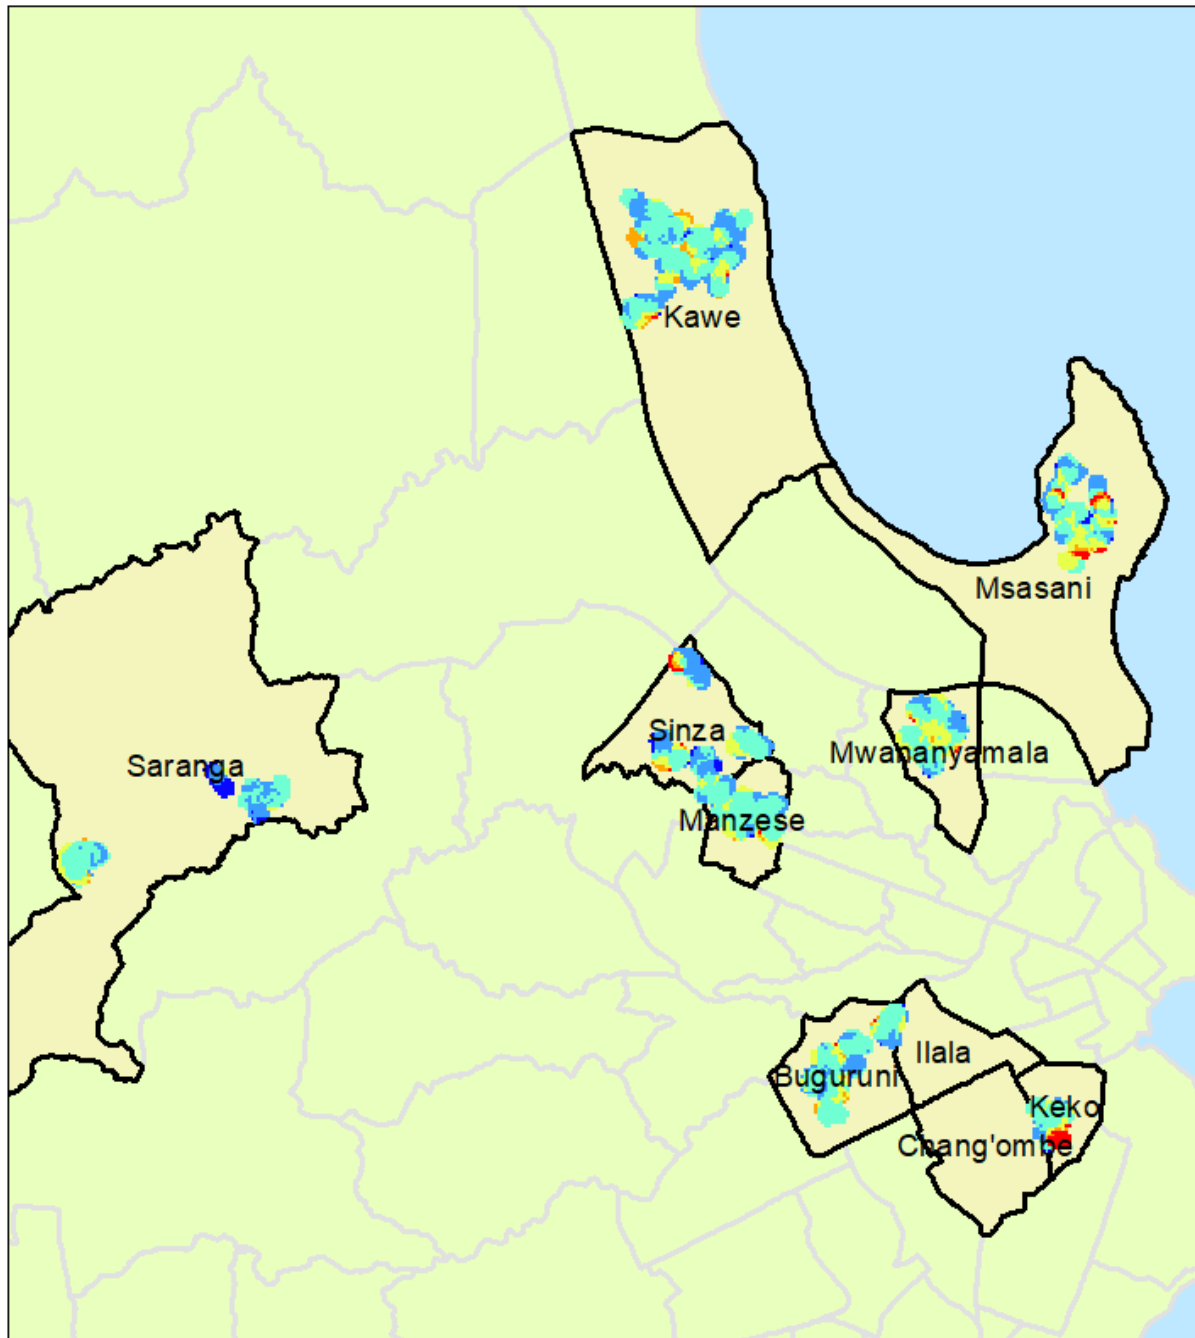 Kawe
Msasani
Sinza
Mwananyamala
Saranga
Manzese
Ilala
Buguruni
Keko
Chang'ombe